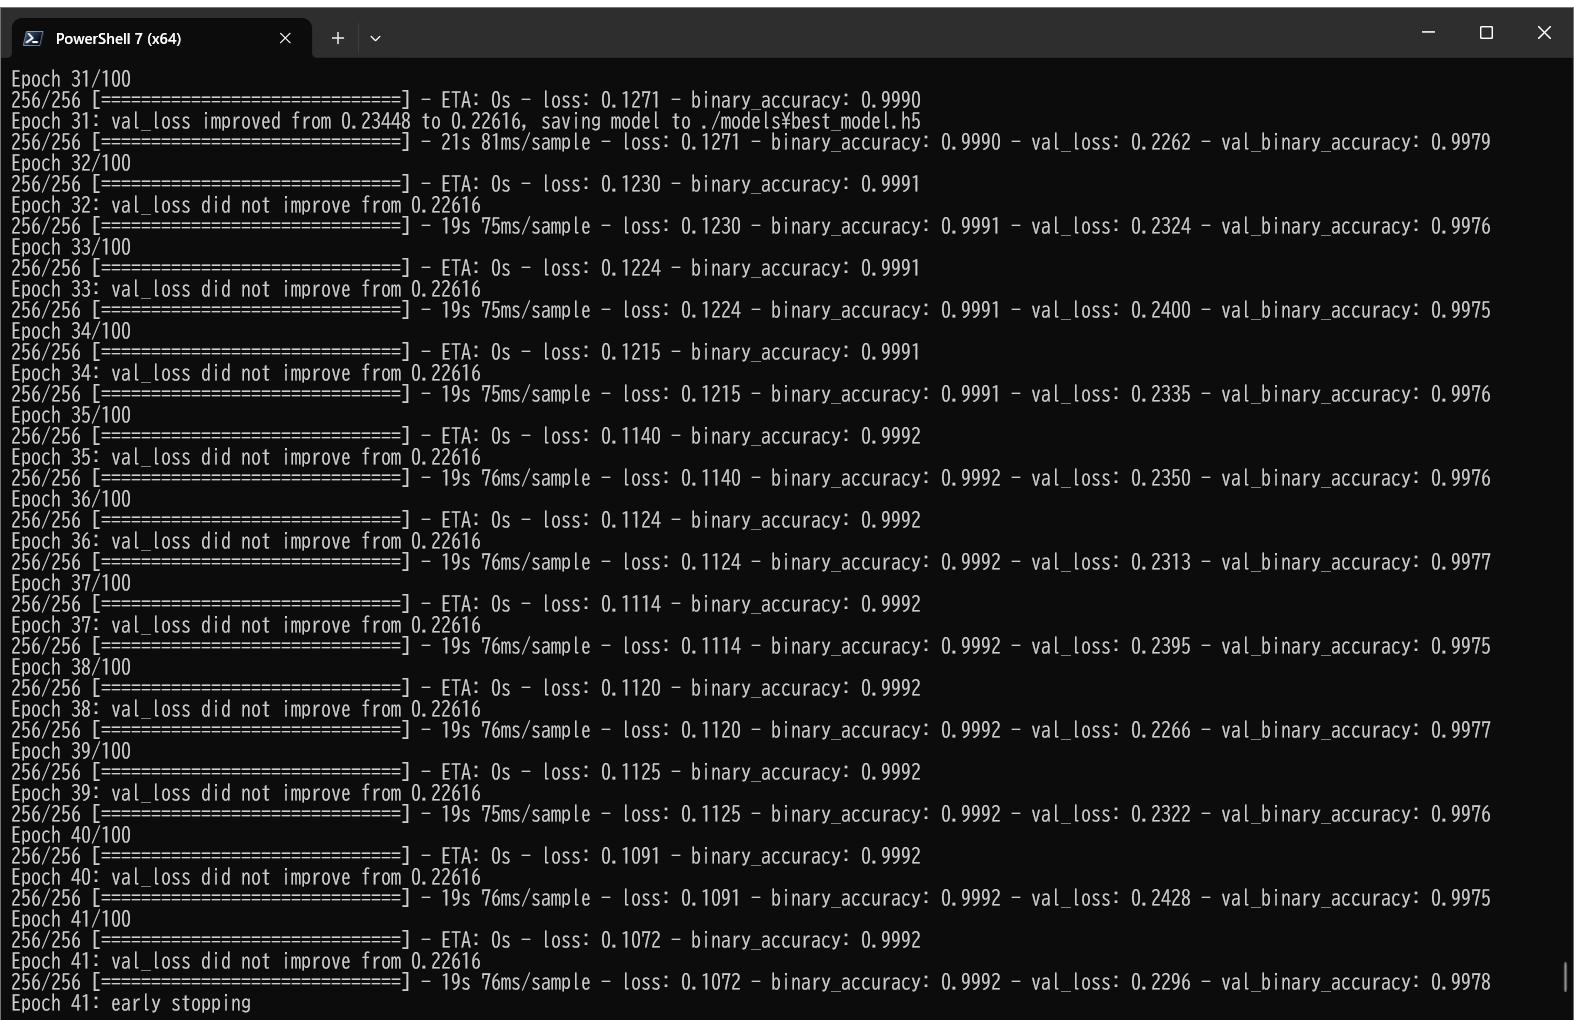 PowerShell 7 (x64)
Epoch 31/100
256/256 [==============================] - ETA: 0s - loss: 0.1271 - binary_accuracy: 0.9990
Epoch 31: val_loss improved from 0.23448 to 0.22616, saving model to ./models¥best_model.h5
256/256 [==============================] - 21s 81ms/sample - loss: 0.1271 - binary_accuracy: 0.9990 - val_loss: 0.2262 - val_binary_accuracy: 0.9979
Epoch 32/100
256/256 [==============================] - ETA: 0s - loss: 0.1230 - binary_accuracy: 0.9991
Epoch 32: val_loss did not improve from 0.22616
256/256 [==============================] - 19s 75ms/sample - loss: 0.1230 - binary_accuracy: 0.9991 - val_loss: 0.2324 - val_binary_accuracy: 0.9976
Epoch 33/100
256/256 [==============================] - ETA: 0s - loss: 0.1224 - binary_accuracy: 0.9991
Epoch 33: val_loss did not improve from 0.22616
256/256 [==============================] - 19s 75ms/sample - loss: 0.1224 - binary_accuracy: 0.9991 - val_loss: 0.2400 - val_binary_accuracy: 0.9975
Epoch 34/100
256/256 [==============================] - ETA: 0s - loss: 0.1215 - binary_accuracy: 0.9991
Epoch 34: val_loss did not improve from 0.22616
256/256 [==============================] - 19s 75ms/sample - loss: 0.1215 - binary_accuracy: 0.9991 - val_loss: 0.2335 - val_binary_accuracy: 0.9976
Epoch 35/100
256/256 [==============================] - ETA: 0s - loss: 0.1140 - binary_accuracy: 0.9992
Epoch 35: val_loss did not improve from 0.22616
256/256 [==============================] - 19s 76ms/sample - loss: 0.1140 - binary_accuracy: 0.9992 - val_loss: 0.2350 - val_binary_accuracy: 0.9976
Epoch 36/100
256/256 [==============================] - ETA: 0s - loss: 0.1124 - binary_accuracy: 0.9992
Epoch 36: val_loss did not improve from 0.22616
256/256 [==============================] - 19s 76ms/sample - loss: 0.1124 - binary_accuracy: 0.9992 - val_loss: 0.2313 - val_binary_accuracy: 0.9977
Epoch 37/100
256/256 [==============================] - ETA: 0s - loss: 0.1114 - binary_accuracy: 0.9992
Epoch 37: val_loss did not improve from 0.22616
256/256 [==============================] - 19s 76ms/sample - loss: 0.1114 - binary_accuracy: 0.9992 - val_loss: 0.2395 - val_binary_accuracy: 0.9975
Epoch 38/100
256/256 [==============================] - ETA: 0s - loss: 0.1120 - binary_accuracy: 0.9992
Epoch 38: val_loss did not improve from 0.22616
256/256 [==============================] - 19s 76ms/sample - loss: 0.1120 - binary_accuracy: 0.9992 - val_loss: 0.2266 - val_binary_accuracy: 0.9977
Epoch 39/100
256/256 [==============================] - ETA: 0s - loss: 0.1125 - binary_accuracy: 0.9992
Epoch 39: val_loss did not improve from 0.22616
256/256 [==============================] - 19s 75ms/sample - loss: 0.1125 - binary_accuracy: 0.9992 - val_loss: 0.2322 - val_binary_accuracy: 0.9976
Epoch 40/100
256/256 [==============================] - ETA: 0s - loss: 0.1091 - binary_accuracy: 0.9992
Epoch 40: val_loss did not improve from 0.22616
256/256 [==============================] - 19s 76ms/sample - loss: 0.1091 - binary_accuracy: 0.9992 - val_loss: 0.2428 - val_binary_accuracy: 0.9975
Epoch 41/100
256/256 [==============================] - ETA: 0s - loss: 0.1072 - binary_accuracy: 0.9992
Epoch 41: val_loss did not improve from 0.22616
256/256 [==============================] - 19s 76ms/sample - loss: 0.1072 - binary_accuracy: 0.9992 - val_loss: 0.2296 - val_binary_accuracy: 0.9978
Epoch 41: early stopping